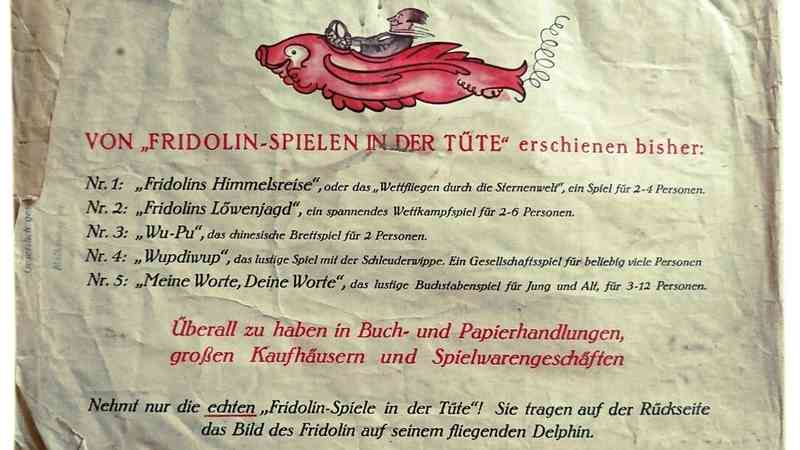 VON „FRIDOLIN-SPIELEN IN DER TÜTE“ erschienen bisher:
Nr. 1: „Fridolins Himmelsreise“, oder das „Wettfliegen durch die Sternenwelt“, ein Spiel für 2-4 Personen.
Nr. 2: „Fridolins Löwenjagd“, ein spannendes Wettkampfspiel für 2-6 Personen.
Nr. 3: „Wu-Pu“, das chinesische Brettspiel für 2 Personen.
Nr. 4: „Wupdiwup“, das lustige Spiel mit der Schleuderwippe. Ein Gesellschaftsspiel für beliebig viele Personen
Nr. 5: „Meine Worte, Deine Worte“, das lustige Buchstabenspiel für Jung und Alt, für 3-12 Personen.
Überall zu haben in Buch- und Papierhandlungen,
großen Kaufhäusern und Spielwarengeschäften
Nehmt nur die echten „Fridolin-Spiele in der Tüte“! Sie tragen auf der Rückseite
das Bild des Fridolin auf seinem fliegenden Delphin.